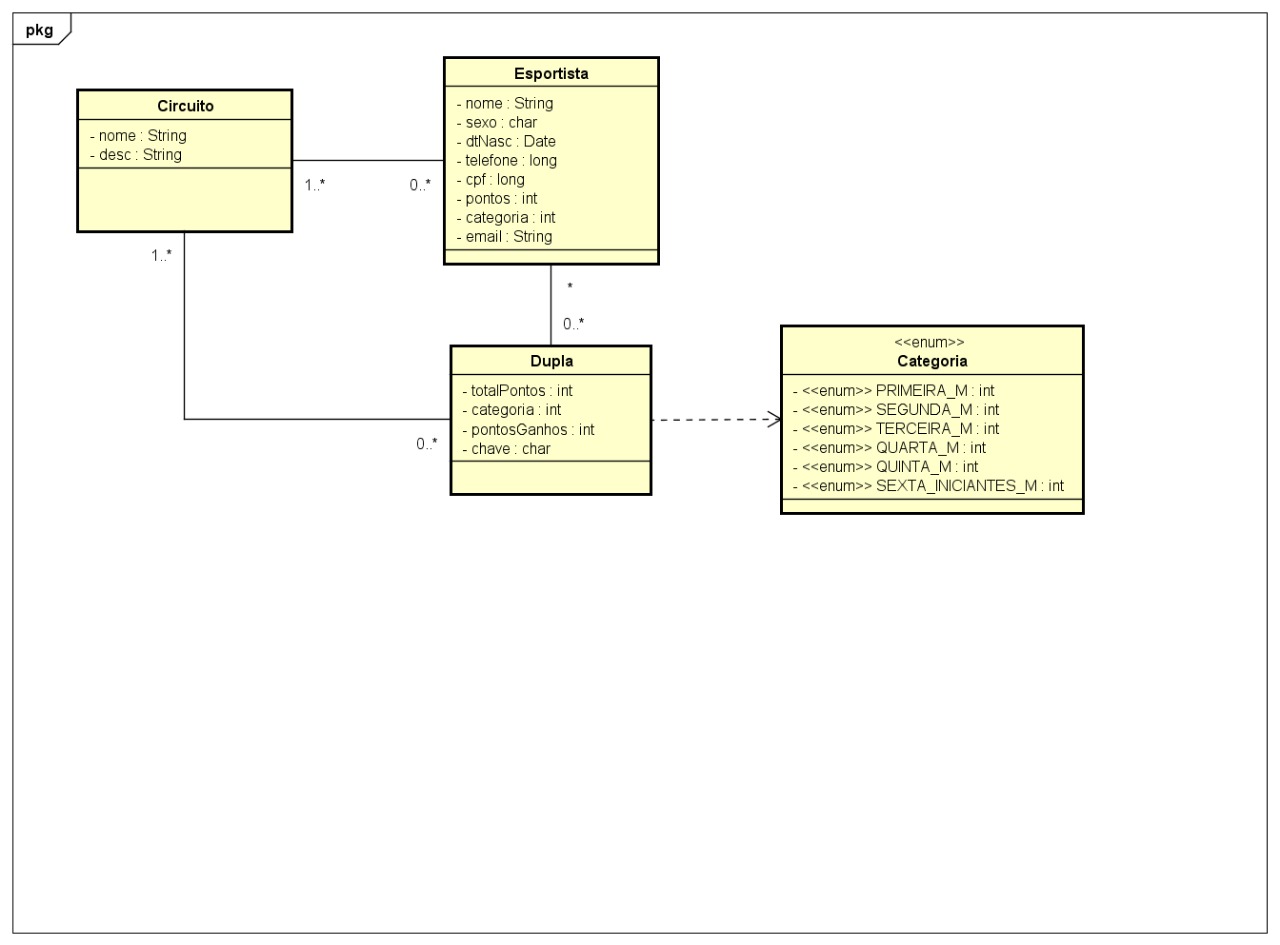 pkg
Circuito
- nome : String
- desc : String
1..*
0..*
1..*
Esportista
- nome : String
- sexo : char
- dtNasc : Date
- telefone : long
- cpf : long
- pontos : int
- categoria : int
- email : String
*
0..*
Dupla
- totalPontos : int
- categoria : int
- pontosGanhos : int
- chave : char
0..*
<<enum>>
Categoria
- <<enum>> PRIMEIRA_M : int
- <<enum>> SEGUNDA_M : int
- <<enum>> TERCEIRA_M : int
- <<enum>> QUARTA_M : int
- <<enum>> QUINTA_M : int
- <<enum>> SEXTA_INICIANTES_M : int